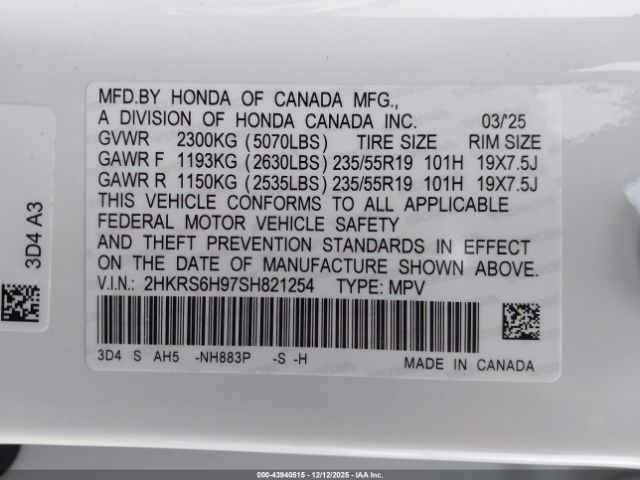 MFD.BY HONDA OF CANADA MFG.,
A DIVISION OF HONDA CANADA INC. 03/'25
GVWR 2300KG (5070LBS) TIRE SIZE RIM SIZE
GAWR F 1193KG (2630LBS) 235/55R19 101H 19X7.5J
GAWR R 1150KG (2535LBS) 235/55R19 101H 19X7.5J
THIS VEHICLE CONFORMS TO ALL APPLICABLE
FEDERAL MOTOR VEHICLE SAFETY
AND THEFT PREVENTION STANDARDS IN EFFECT
ON THE DATE OF MANUFACTURE SHOWN ABOVE.
V.I.N.: 2HKRS6H97SH821254 TYPE: MPV
3D4 S AH5 -NH883P -S -H MADE IN CANADA
3D4 A3
000-43940515 - 12/12/2025 - IAAI.COM